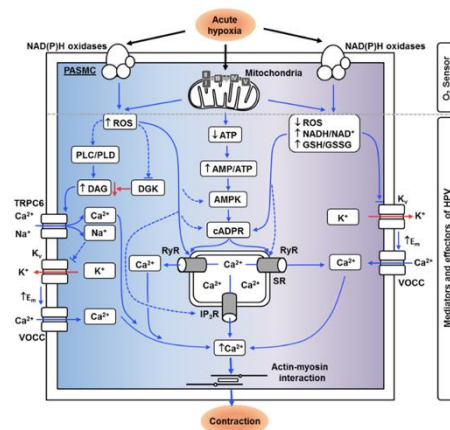 Acute
hypoxia
NAD(P)H oxidases
NAD(P)H oxidases
PASMC
Mitochondria
O₂ Sensor
↑ROS
↓ATP
↓ ROS
↑ NADH/NAD⁺
↑ GSH/GSSG
PLC/PLD
↑AMP/ATP
↑ DAG
DGK
AMPK
TRPC6
Ca²⁺
Na⁺
Ca²⁺
Na⁺
cADPR
Kᵥ
K⁺
K⁺
↑Eₘ
RyR
RyR
Kᵥ
K⁺
K⁺
↑Eₘ
Ca²⁺
Ca²⁺
Ca²⁺
Ca²⁺
SR
VOCC
Ca²⁺
Ca²⁺
Ca²⁺
Ca²⁺
VOCC
IP₃R
↑Ca²⁺
Actin-myosin
interaction
Contraction
Mediators and effectors of HPV